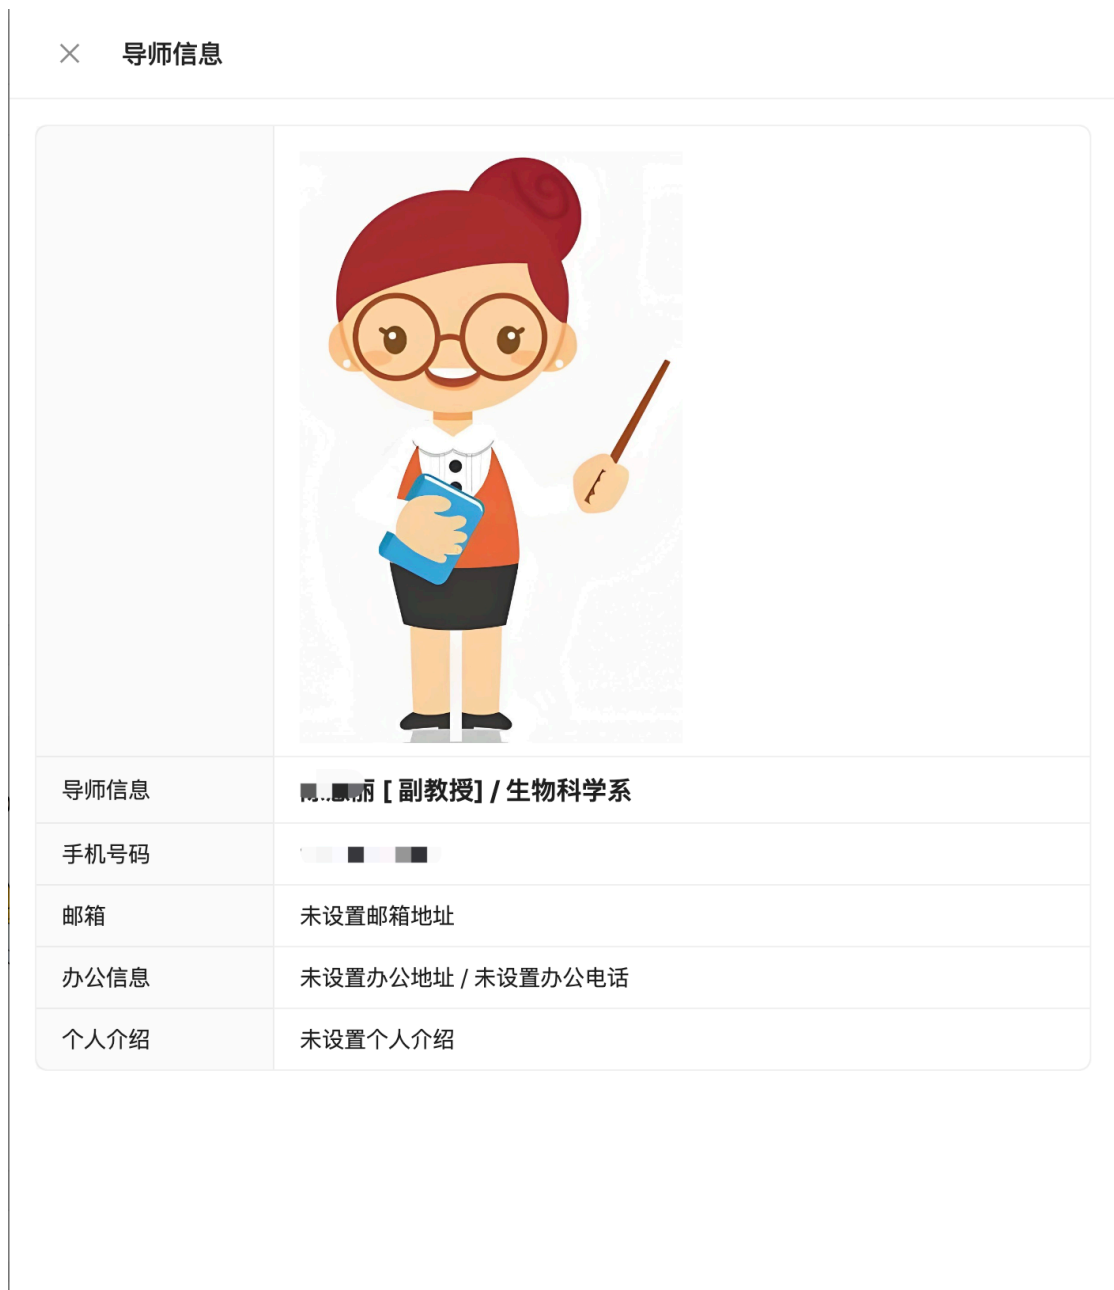 导师信息
导师信息
丽 [ 副教授] / 生物科学系
手机号码
邮箱
未设置邮箱地址
办公信息
未设置办公地址 / 未设置办公电话
个人介绍
未设置个人介绍